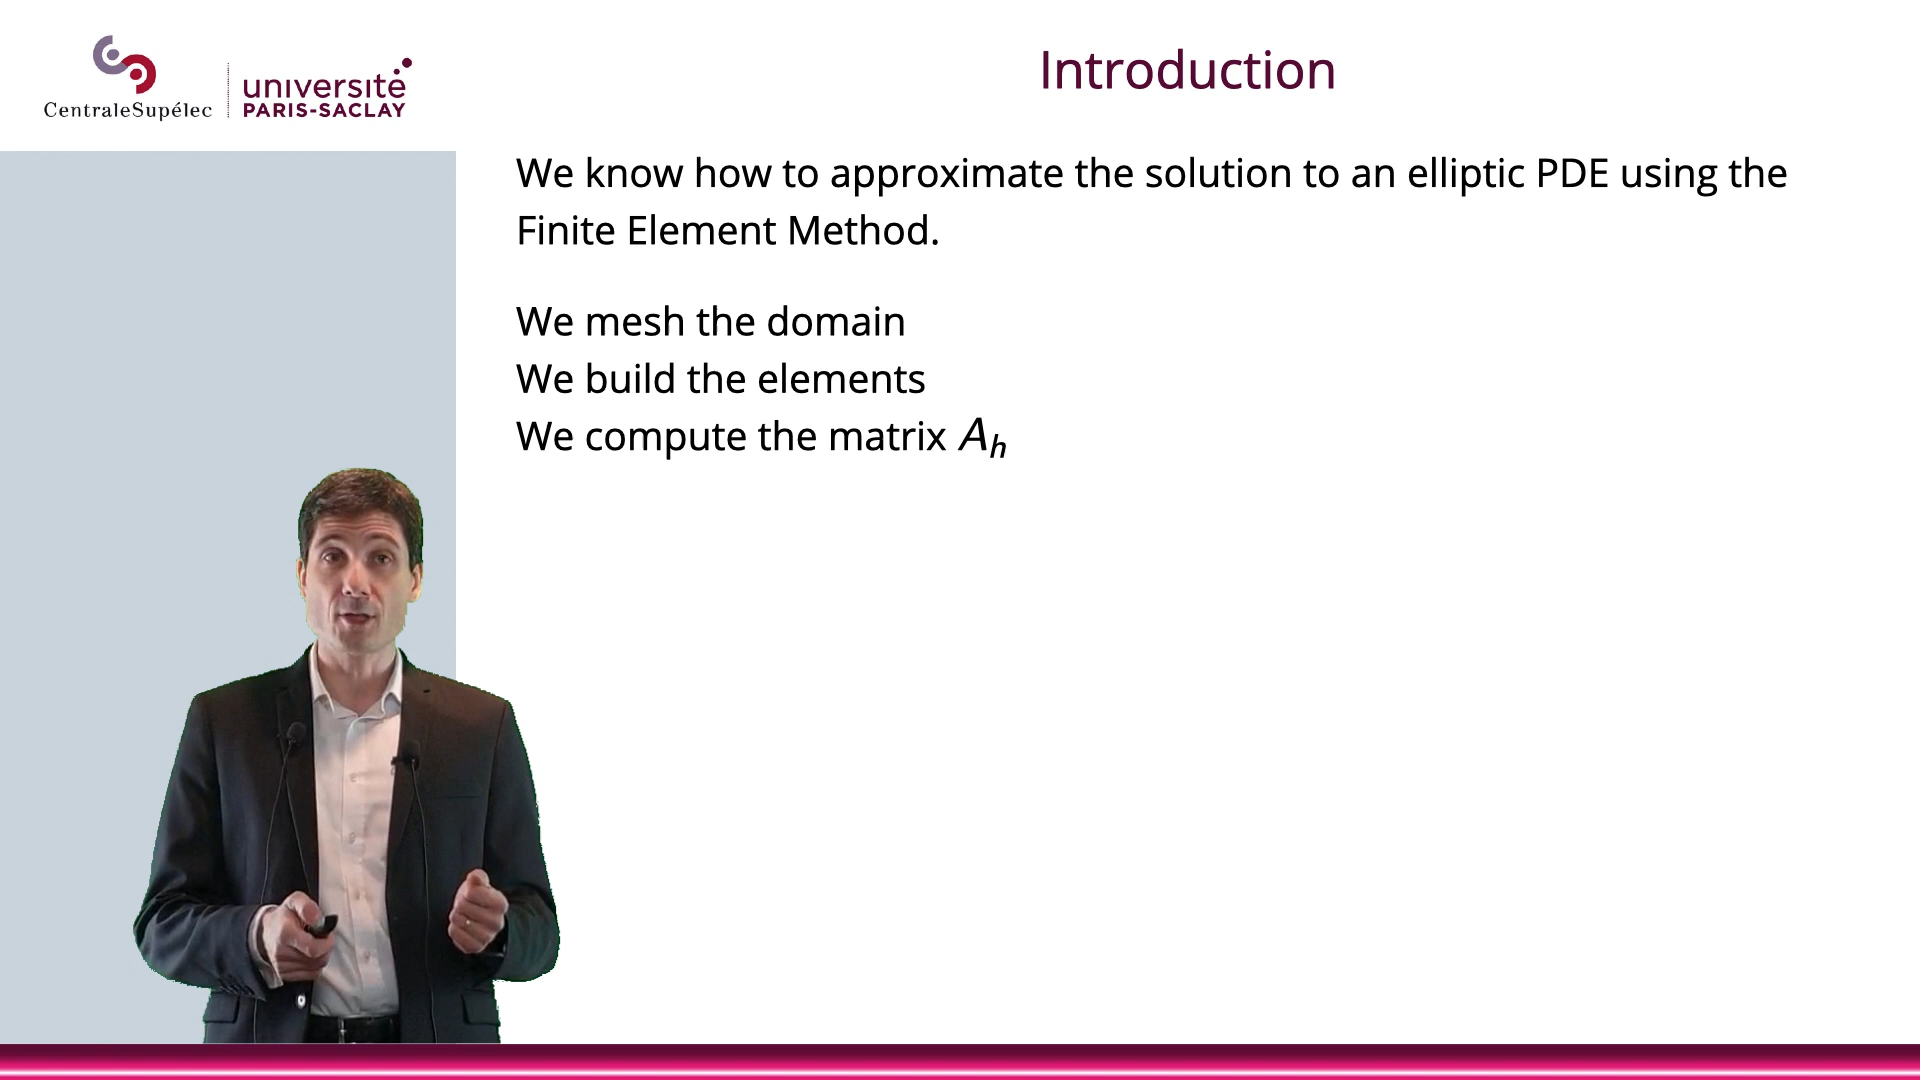 CentraleSupélec
université
PARIS-SACLAY
Introduction
We know how to approximate the solution to an elliptic PDE using the
Finite Element Method.
We mesh the domain
We build the elements
We compute the matrix A_h